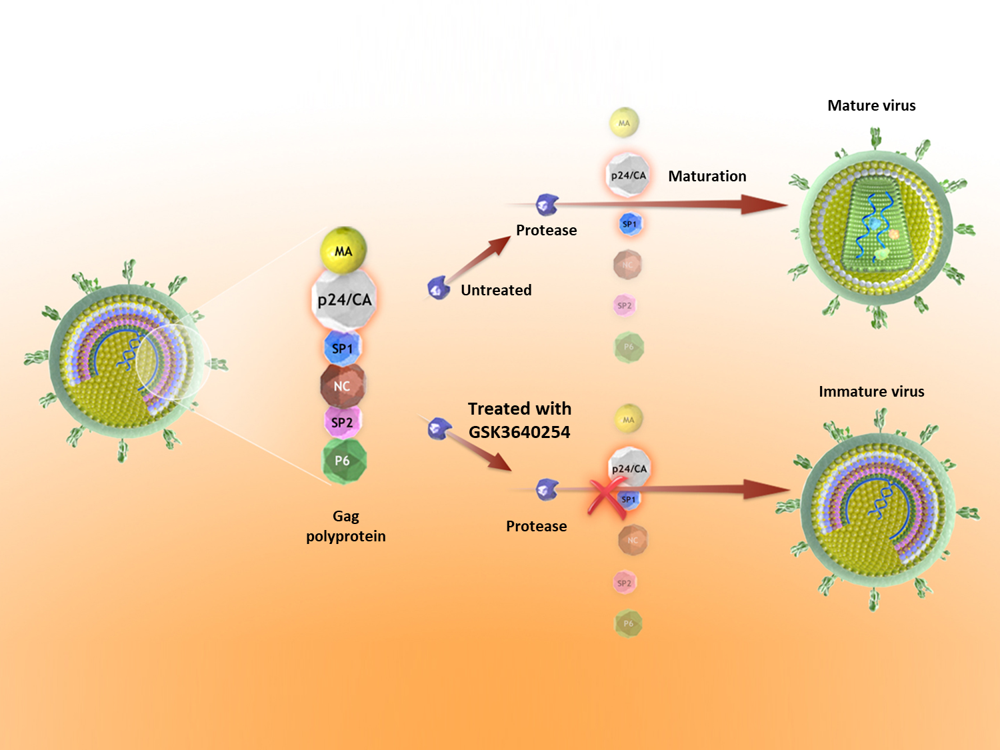 Mature virus
MA
p24/CA
Maturation
SP1
Protease
NC
Untreated
SP2
P6
MA
p24/CA
SP1
NC
SP2
P6
Gag
polyprotein
Treated with
GSK3640254
Immature virus
MA
p24/CA
SP1
Protease
NC
SP2
P6